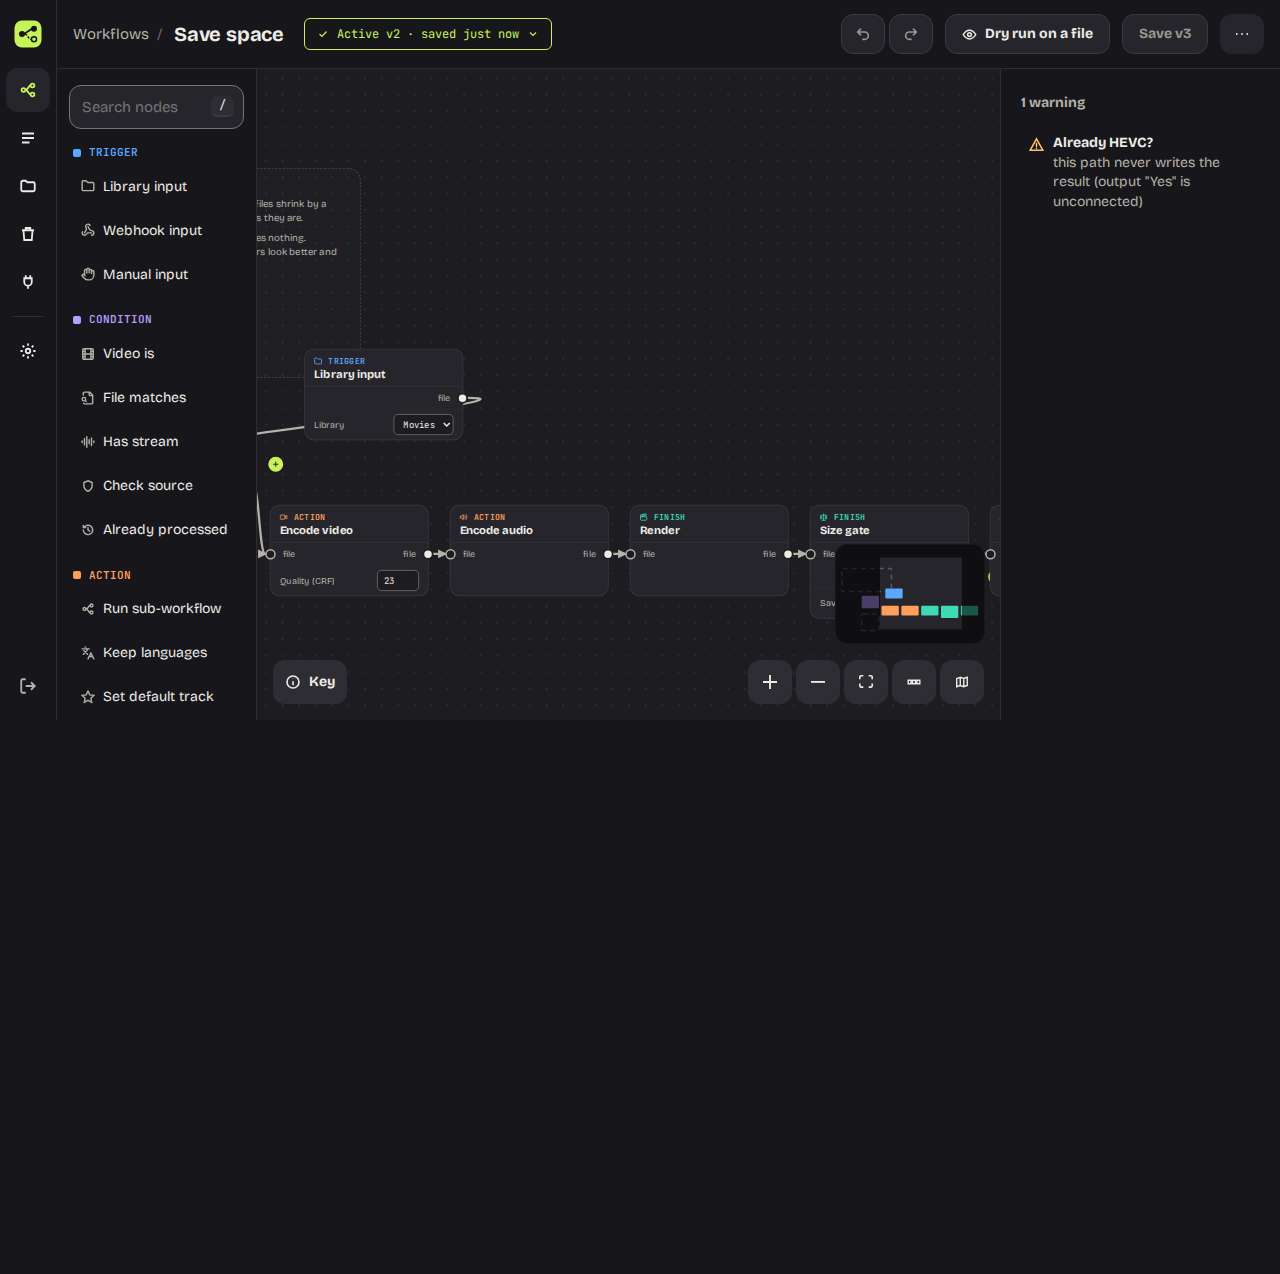 Workflows / Save space
Active v2 · saved just now
Dry run on a file
Save v3
Search nodes /
TRIGGER
Library input
Webhook input
Manual input
CONDITION
Video is
File matches
Has stream
Check source
Already processed
ACTION
Run sub-workflow
Keep languages
Set default track
Files shrink by a
s they are.
es nothing.
rs look better and
TRIGGER
Library input
file
Library
Movies
ACTION
Encode video
file file
Quality (CRF)
23
ACTION
Encode audio
file file
FINISH
Render
file file
FINISH
Size gate
file
Sav
Key
1 warning
Already HEVC?
this path never writes the
result (output "Yes" is
unconnected)